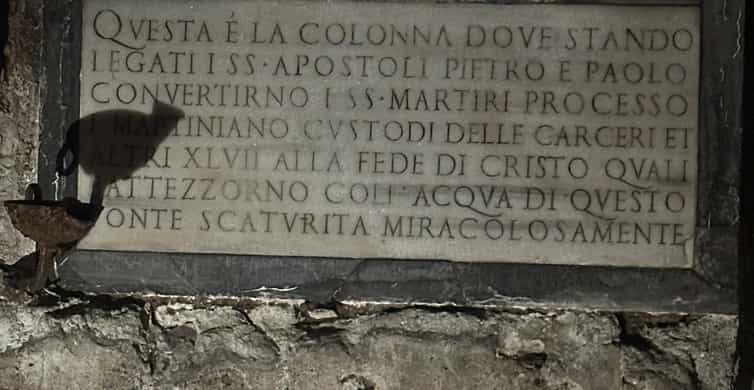 QVESTA É LA COLONNA DOVE STANDO
LEGATI I SS·APOSTOLI PIETRO E PAOLO
CONVERTIRNO I SS·MARTIRI PROCESSO
E MARTINIANO CVSTODI DELLE CARCERI ET
ALTRI XLVII ALLA FEDE DI CRISTO QVALI
BATTEZZORNO COLL'ACQVA DI QVESTO
FONTE SCATVRITA MIRACOLOSAMENTE